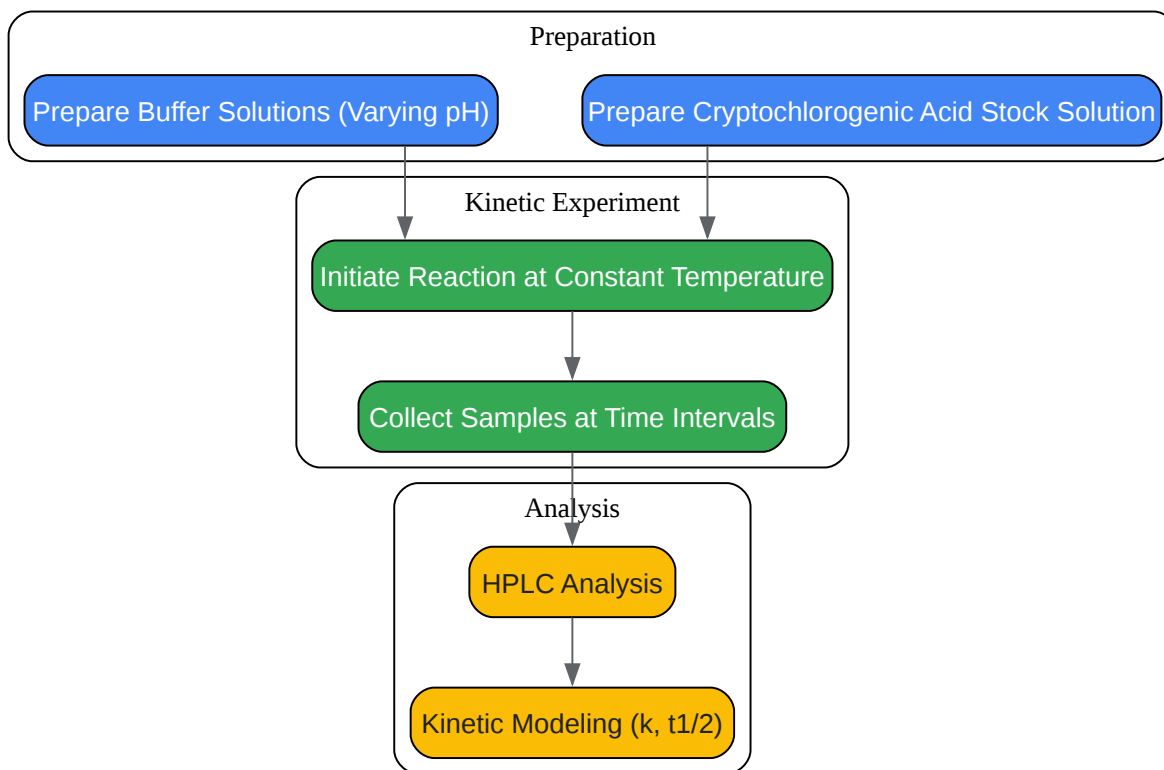 Preparation
Prepare Buffer Solutions (Varying pH)
Prepare Cryptochlorogenic Acid Stock Solution
Kinetic Experiment
Initiate Reaction at Constant Temperature
Collect Samples at Time Intervals
Analysis
HPLC Analysis
Kinetic Modeling (k, t1/2)